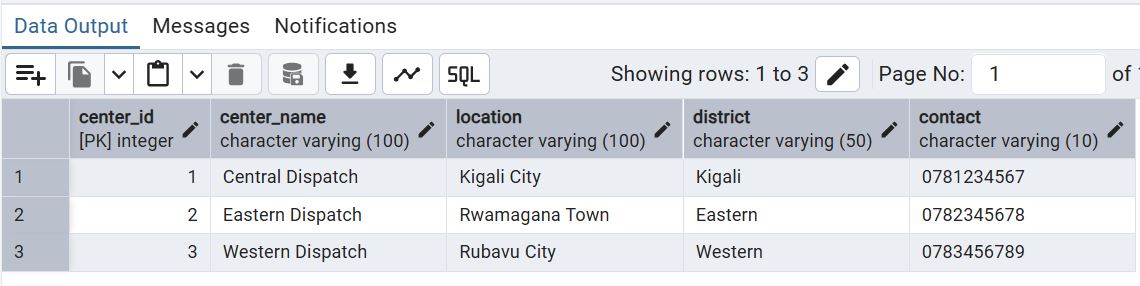 Data Output Messages Notifications
SQL Showing rows: 1 to 3 Page No: 1 of
center_id center_name location district contact
[PK] integer character varying (100) character varying (100) character varying (50) character varying (10)
1 1 Central Dispatch Kigali City Kigali 0781234567
2 2 Eastern Dispatch Rwamagana Town Eastern 0782345678
3 3 Western Dispatch Rubavu City Western 0783456789